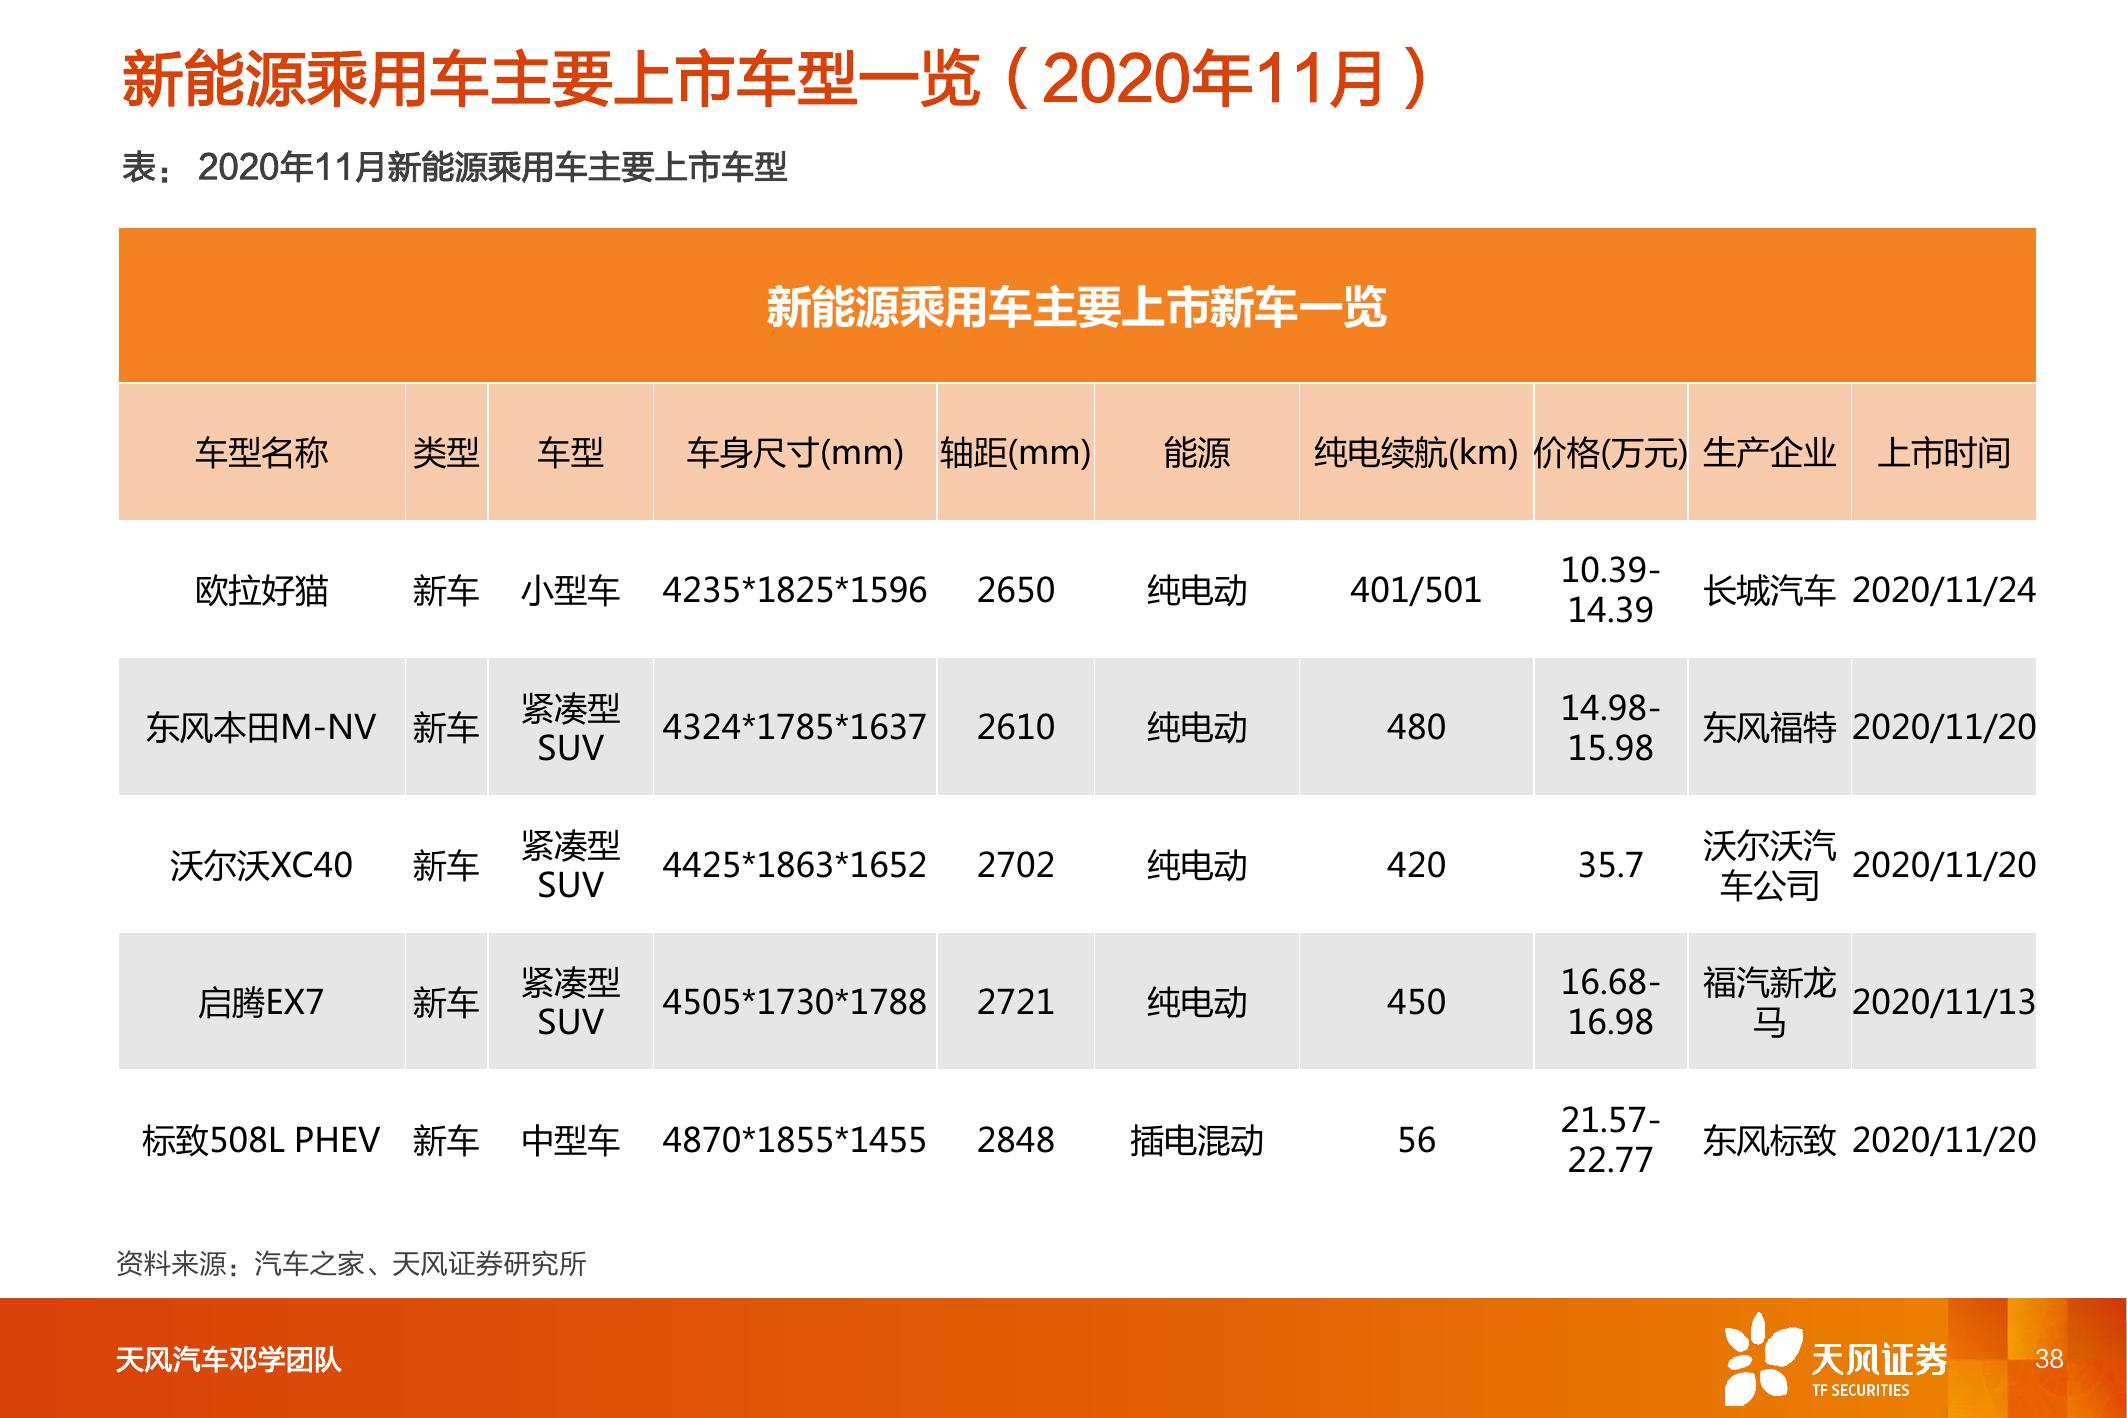 新能源乘用车主要上市车型一览（2020年11月）
表： 2020年11月新能源乘用车主要上市车型
新能源乘用车主要上市新车一览
车型名称 类型 车型 车身尺寸(mm) 轴距(mm) 能源 纯电续航(km) 价格(万元) 生产企业 上市时间
欧拉好猫 新车 小型车 4235*1825*1596 2650 纯电动 401/501 10.39-
14.39 长城汽车 2020/11/24
东风本田M-NV 新车 紧凑型
SUV 4324*1785*1637 2610 纯电动 480 14.98-
15.98 东风福特 2020/11/20
沃尔沃XC40 新车 紧凑型
SUV 4425*1863*1652 2702 纯电动 420 35.7 沃尔沃汽
车公司 2020/11/20
启腾EX7 新车 紧凑型
SUV 4505*1730*1788 2721 纯电动 450 16.68-
16.98 福汽新龙
马 2020/11/13
标致508L PHEV 新车 中型车 4870*1855*1455 2848 插电混动 56 21.57-
22.77 东风标致 2020/11/20
资料来源：汽车之家、天风证券研究所
天风汽车邓学团队
天风证券
TF SECURITIES
38